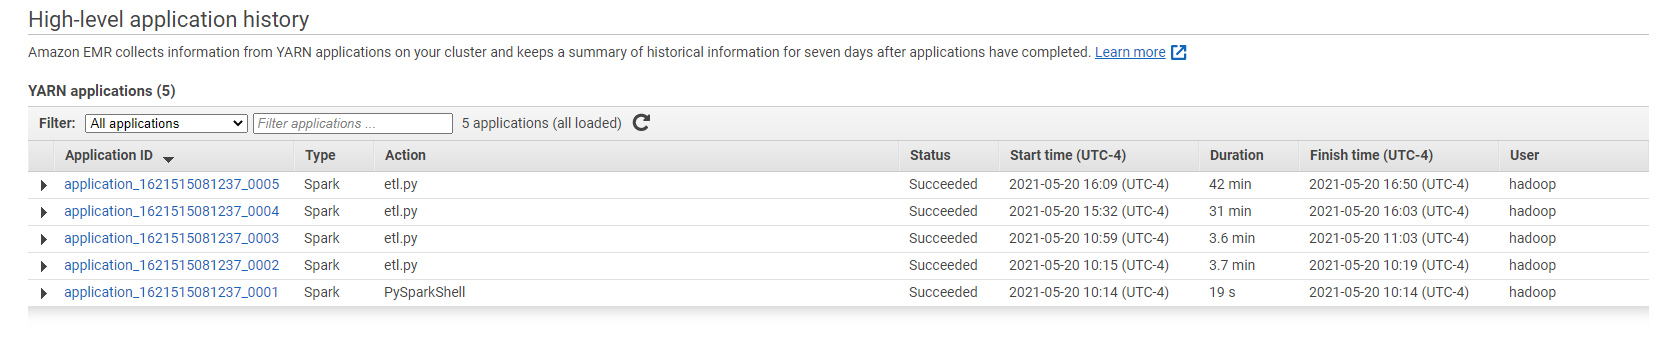 High-level application history
Amazon EMR collects information from YARN applications on your cluster and keeps a summary of historical information for seven days after applications have completed. Learn more
YARN applications (5)
Filter: All applications Filter applications ... 5 applications (all loaded)
Application ID Type Action Status Start time (UTC-4) Duration Finish time (UTC-4) User
application_1621515081237_0005 Spark etl.py Succeeded 2021-05-20 16:09 (UTC-4) 42 min 2021-05-20 16:50 (UTC-4) hadoop
application_1621515081237_0004 Spark etl.py Succeeded 2021-05-20 15:32 (UTC-4) 31 min 2021-05-20 16:03 (UTC-4) hadoop
application_1621515081237_0003 Spark etl.py Succeeded 2021-05-20 10:59 (UTC-4) 3.6 min 2021-05-20 11:03 (UTC-4) hadoop
application_1621515081237_0002 Spark etl.py Succeeded 2021-05-20 10:15 (UTC-4) 3.7 min 2021-05-20 10:19 (UTC-4) hadoop
application_1621515081237_0001 Spark PySparkShell Succeeded 2021-05-20 10:14 (UTC-4) 19 s 2021-05-20 10:14 (UTC-4) hadoop